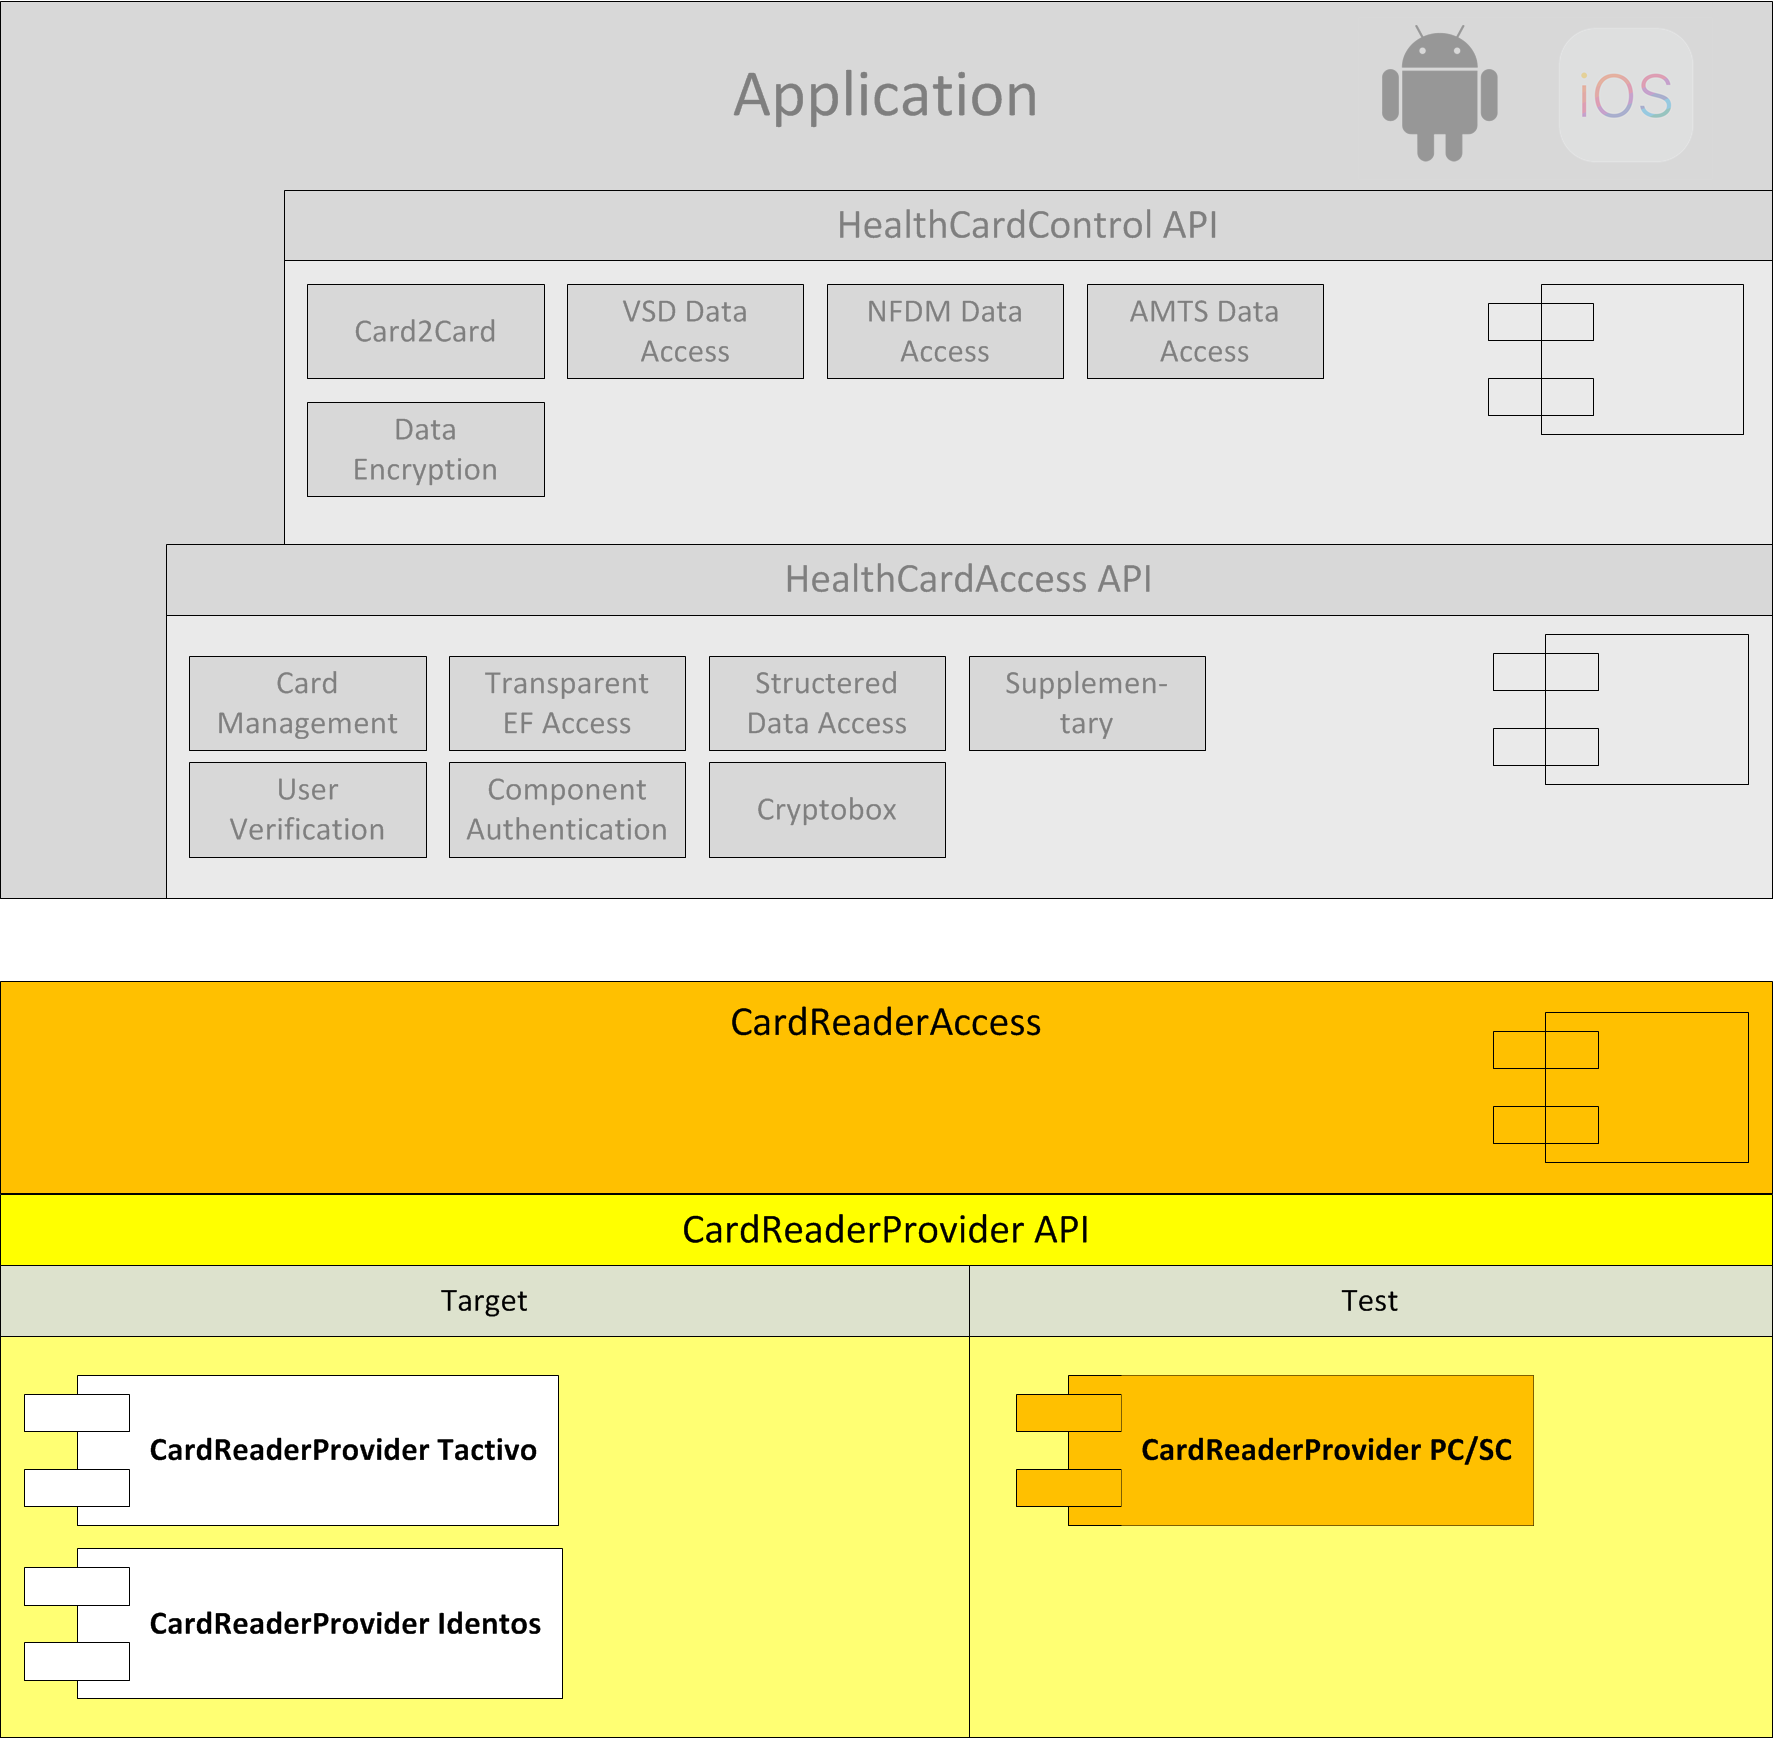 Application
iOS
HealthCardControl API
Card2Card
VSD Data
Access
NFDM Data
Access
AMTS Data
Access
Data
Encryption
HealthCardAccess API
Card
Management
Transparent
EF Access
Structered
Data Access
Supplemen-
tary
User
Verification
Component
Authentication
Cryptobox
CardReaderAccess
CardReaderProvider API
Target
Test
CardReaderProvider Tactivo
CardReaderProvider PC/SC
CardReaderProvider Identos